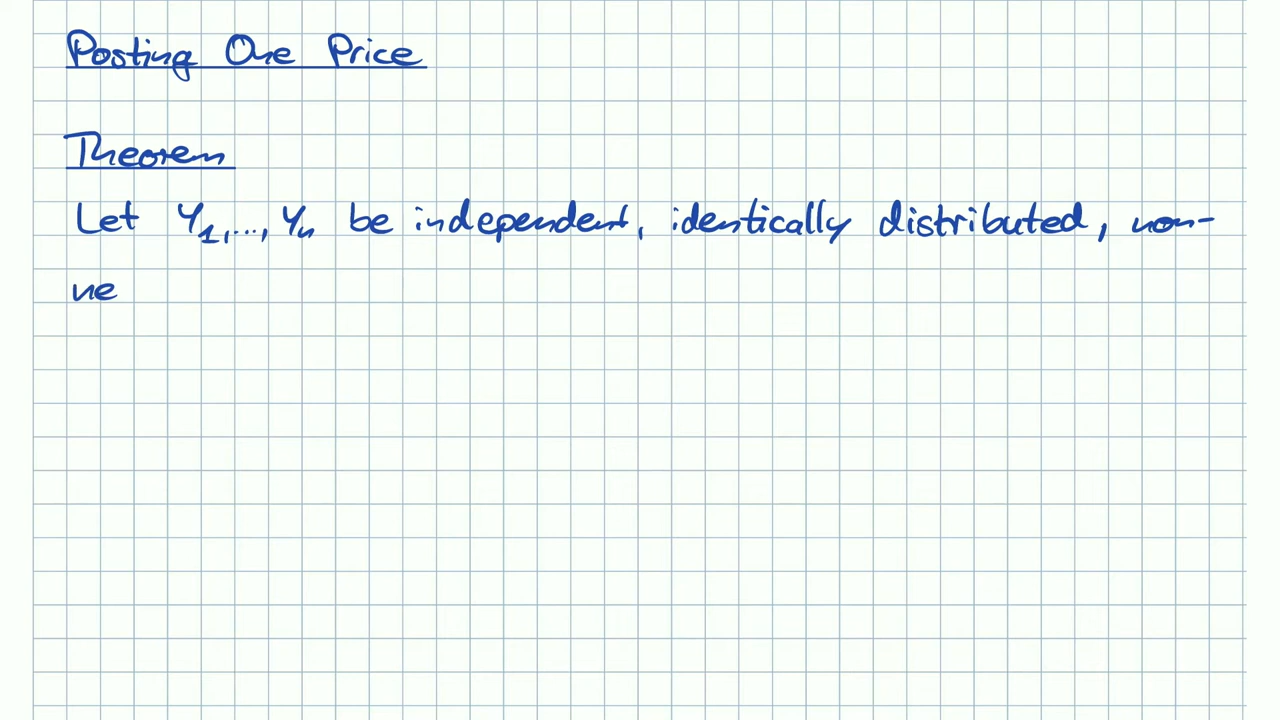 Posting One Price
Theorem
Let Y₁,...,Yₙ be independent, identically distributed, non-
ne